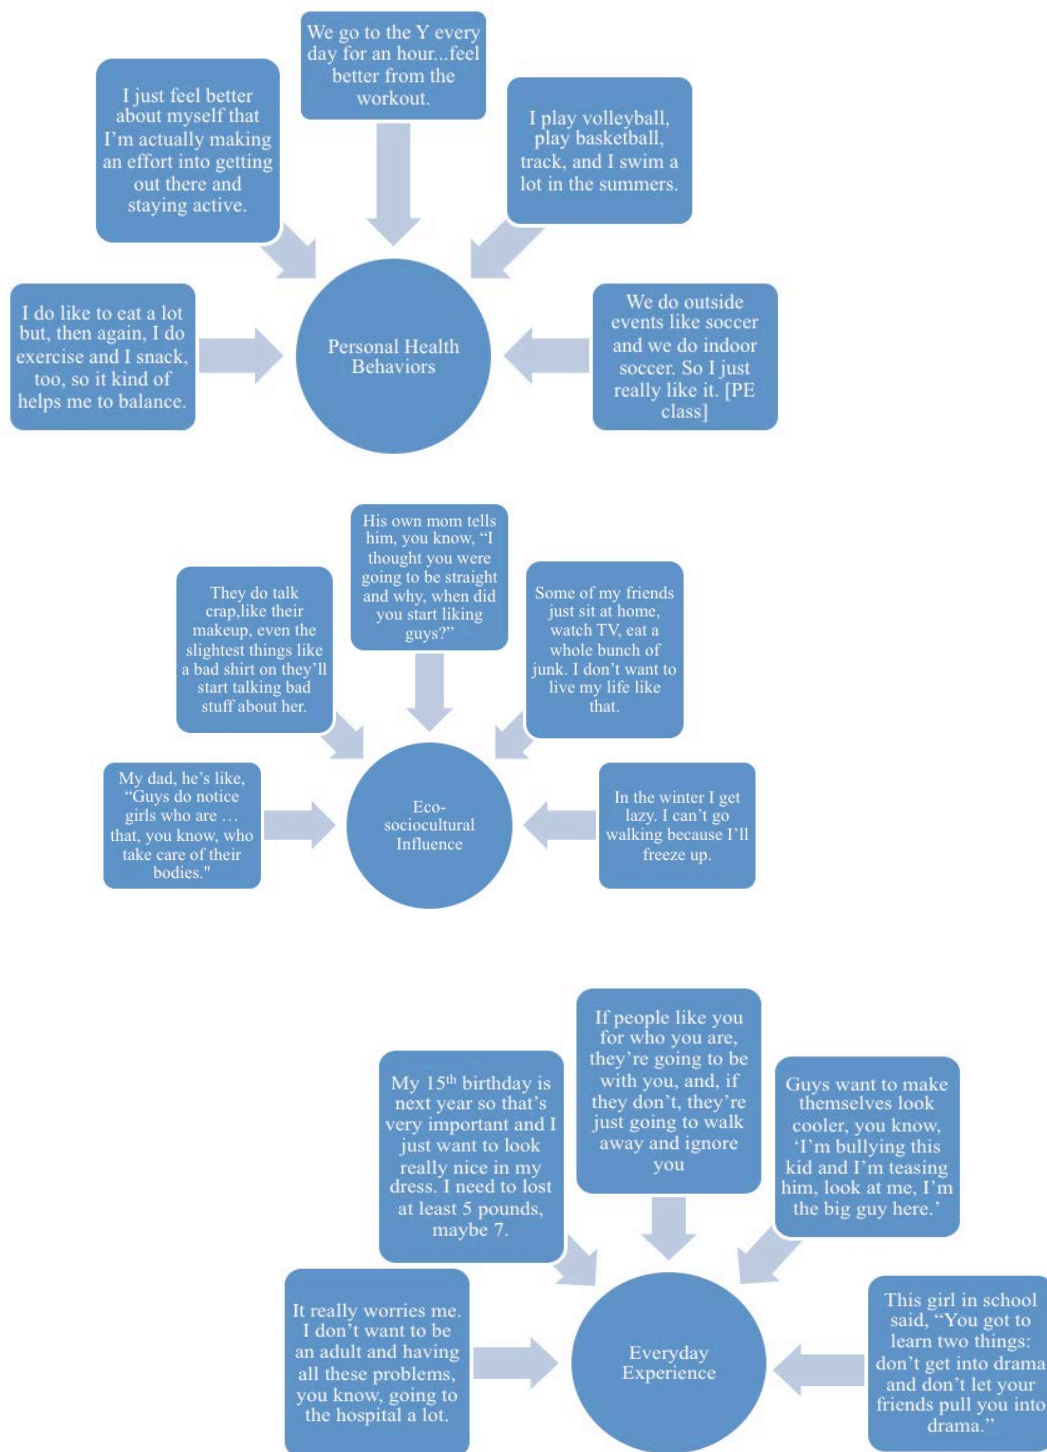 We go to the Y every
day for an hour...feel
better from the
workout.
I just feel better
about myself that
I'm actually making
an effort into getting
out there and
staying active.
I play volleyball,
play basketball,
track, and I swim a
lot in the summers.
I do like to eat a lot
but, then again, I do
exercise and I snack,
too, so it kind of
helps me to balance.
Personal Health
Behaviors
We do outside
events like soccer
and we do indoor
soccer. So I just
really like it. [PE
class]
His own mom tells
him, you know, “I
thought you were
going to be straight
and why, when did
you start liking
guys?”
They do talk
crap,like their
makeup, even the
slightest things like
a bad shirt on they’ll
start talking bad
stuff about her.
Some of my friends
just sit at home,
watch TV, eat a
whole bunch of
junk. I don’t want to
live my life like
that.
My dad, he’s like,
“Guys do notice
girls who are …
that, you know, who
take care of their
bodies."
Eco-
sociocultural
Influence
In the winter I get
lazy. I can’t go
walking because I’ll
freeze up.
If people like you
for who you are,
they’re going to be
with you, and, if
they don’t, they’re
just going to walk
away and ignore
you
My 15th birthday is
next year so that’s
very important and I
just want to look
really nice in my
dress. I need to lost
at least 5 pounds,
maybe 7.
Guys want to make
themselves look
cooler, you know,
‘I’m bullying this
kid and I’m teasing
him, look at me, I’m
the big guy here.’
It really worries me.
I don’t want to be
an adult and having
all these problems,
you know, going to
the hospital a lot.
Everyday
Experience
This girl in school
said, “You got to
learn two things:
don’t get into drama
and don’t let your
friends pull you into
drama.”